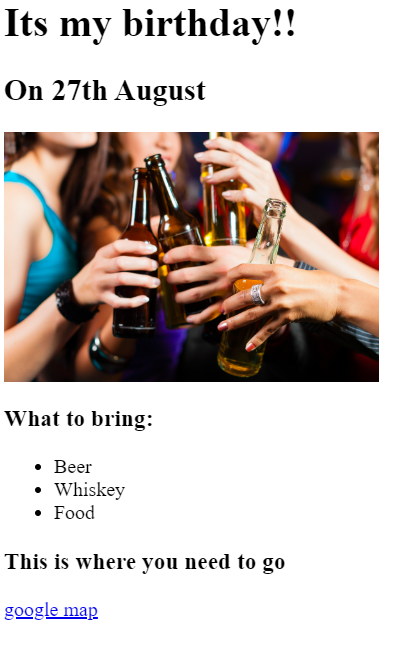 Its my birthday!!
On 27th August
What to bring:
Beer
Whiskey
Food
This is where you need to go
google map